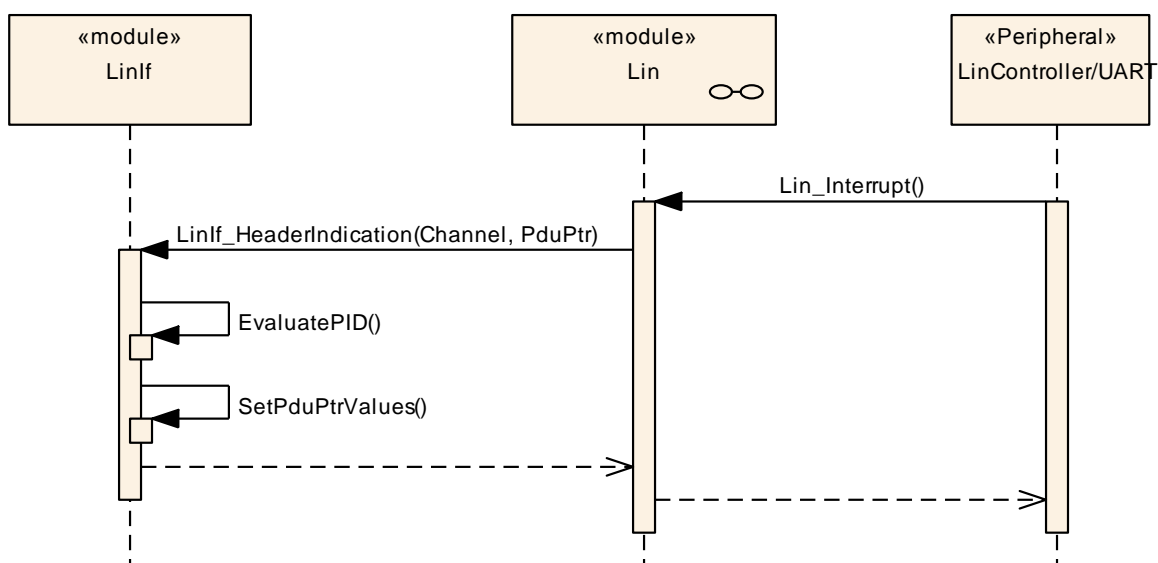 «module»
LinIf
«module»
Lin
«Peripheral»
LinController/UART
Lin_Interrupt()
LinIf_HeaderIndication(Channel, PduPtr)
EvaluatePID()
SetPduPtrValues()